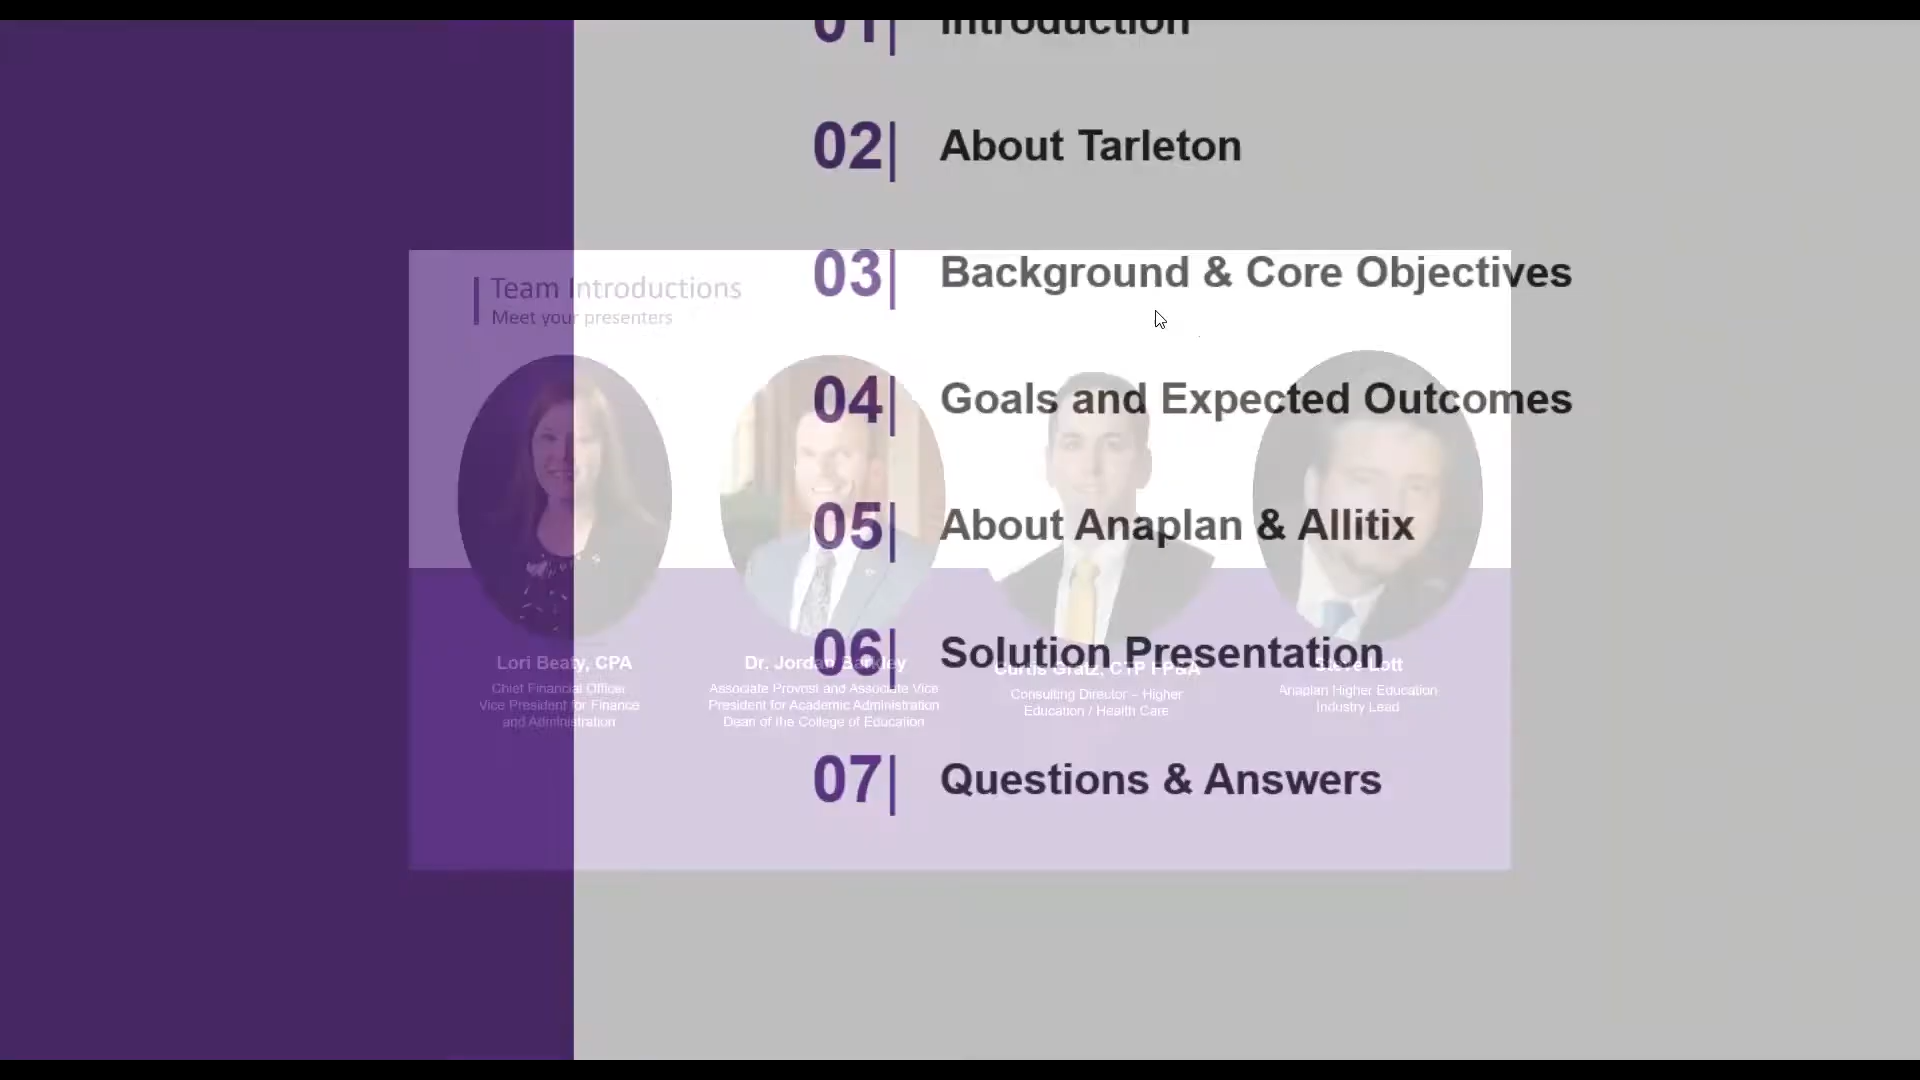 01| Introduction
02| About Tarleton
03| Background & Core Objectives
Team Introductions
Meet your presenters
04| Goals and Expected Outcomes
05| About Anaplan & Allitix
06| Solution Presentation
Lori Beaty, CPA
Chief Financial Officer
Vice President for Finance
and Administration
Dr. Jordan Barkley
Associate Provost and Associate Vice
President for Academic Administration
Dean of the College of Education
Curtis Gratz, CTP FP&A
Consulting Director – Higher
Education / Health Care
Steve Lott
Anaplan Higher Education
Industry Lead
07| Questions & Answers